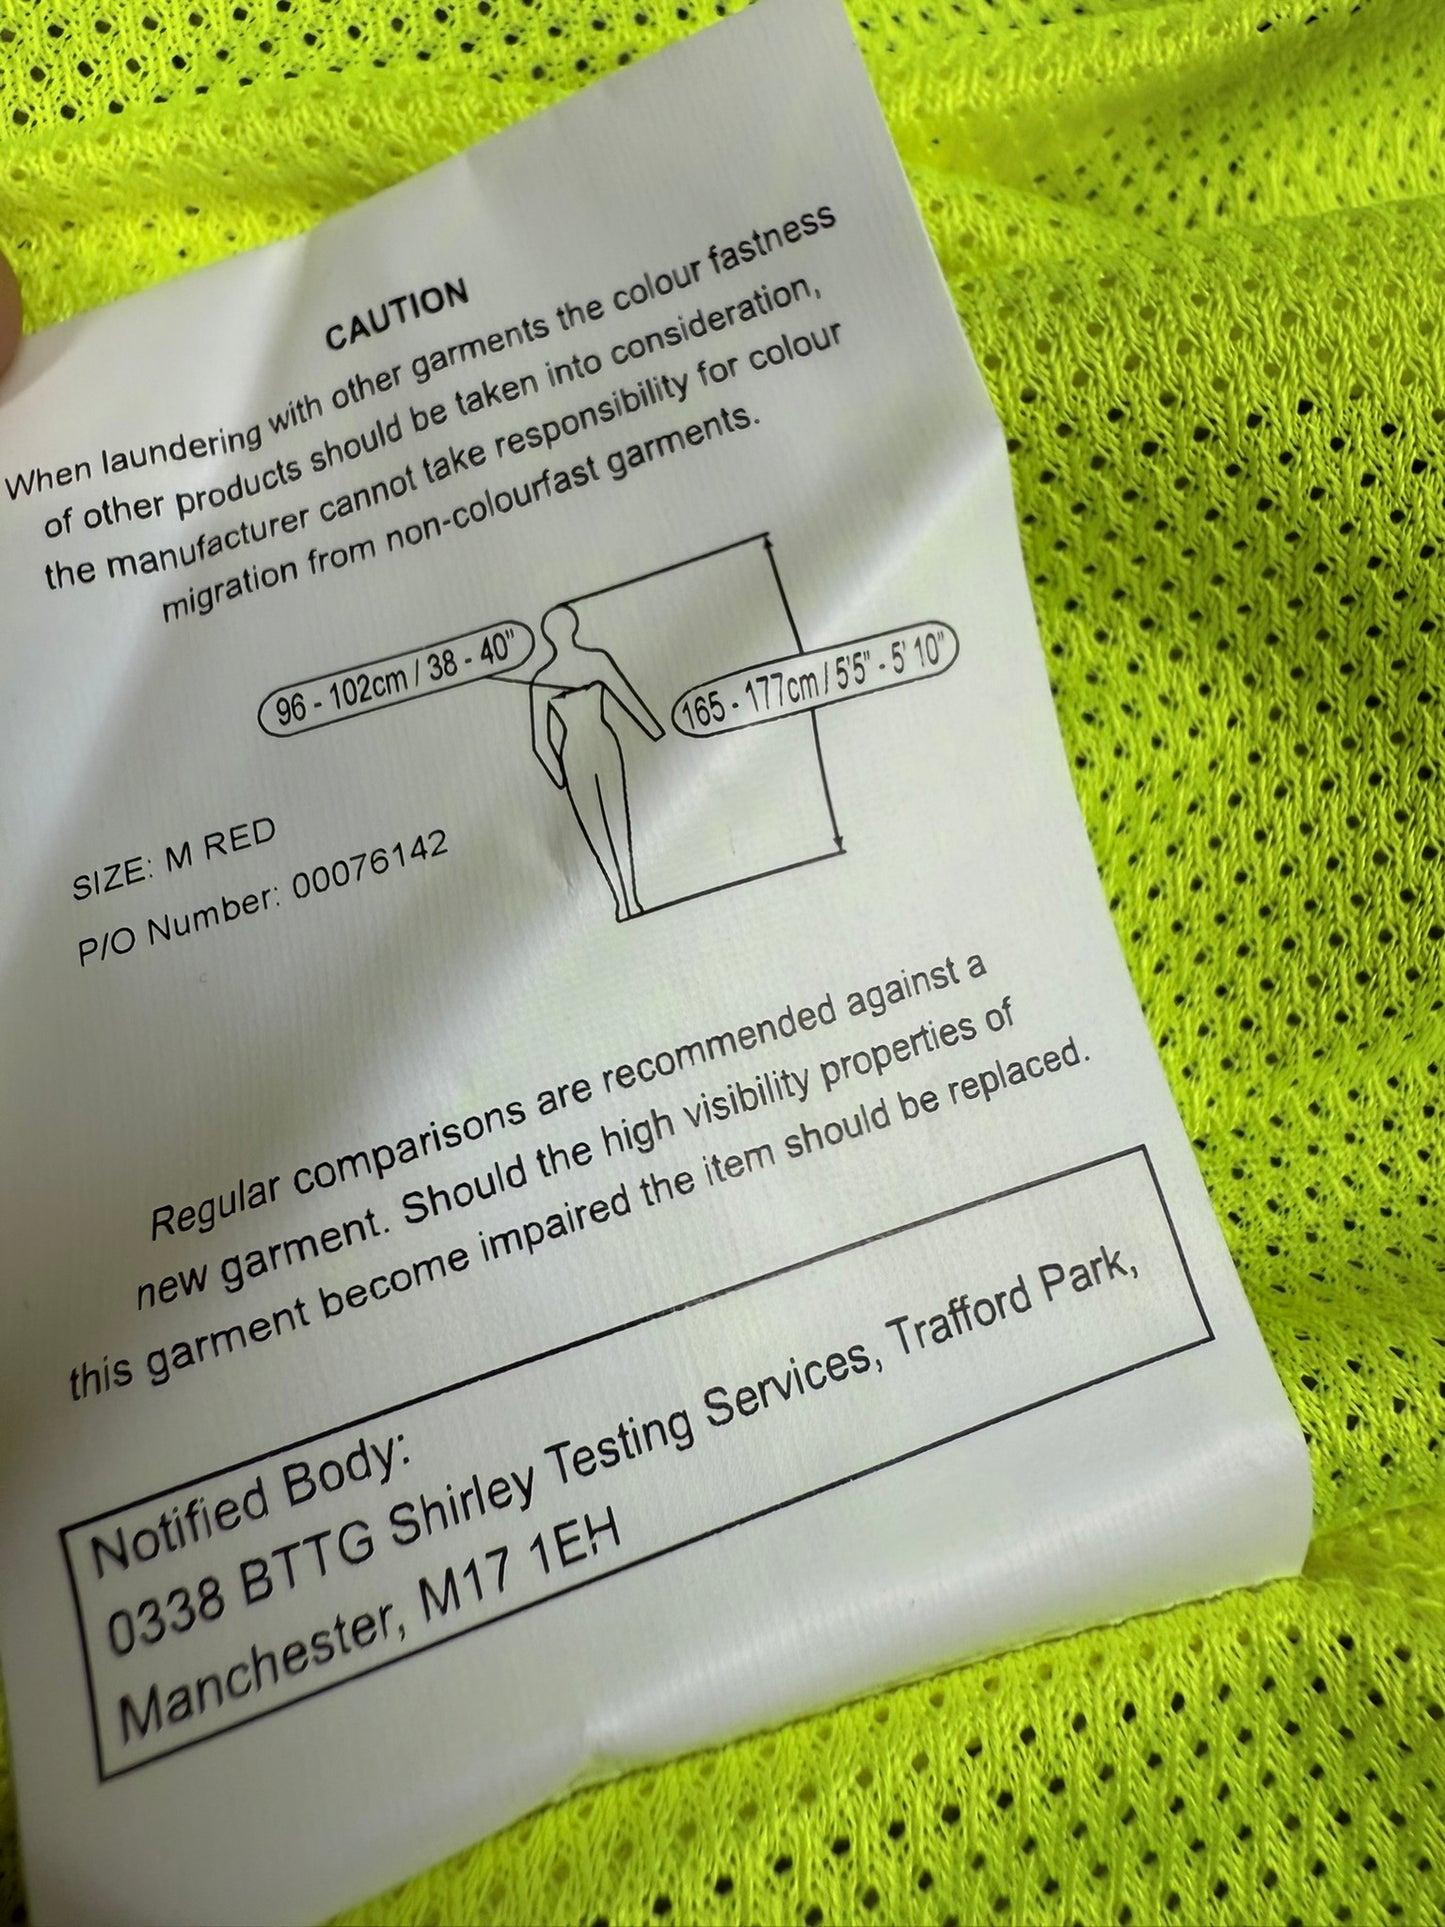 CAUTION
When laundering with other garments the colour fastness
of other products should be taken into consideration,
the manufacturer cannot take responsibility for colour
migration from non-colourfast garments.
96 - 102cm / 38 - 40"
165 - 177cm / 5'5" - 5' 10"
SIZE: M RED
P/O Number: 00076142
Regular comparisons are recommended against a
new garment. Should the high visibility properties of
this garment become impaired the item should be replaced.
Notified Body:
0338 BTTG Shirley Testing Services, Trafford Park,
Manchester, M17 1EH